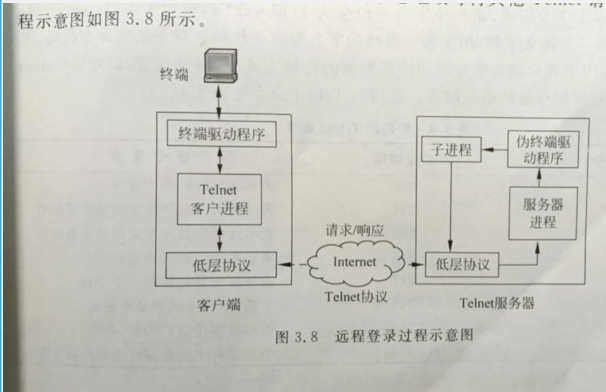 程示意图如图 3.8 所示。
终端
终端驱动程序
Telnet
客户进程
低层协议
客户端
请求/响应
Internet
Telnet协议
子进程
伪终端驱
动程序
服务器
进程
低层协议
Telnet服务器
图 3.8 远程登录过程示意图